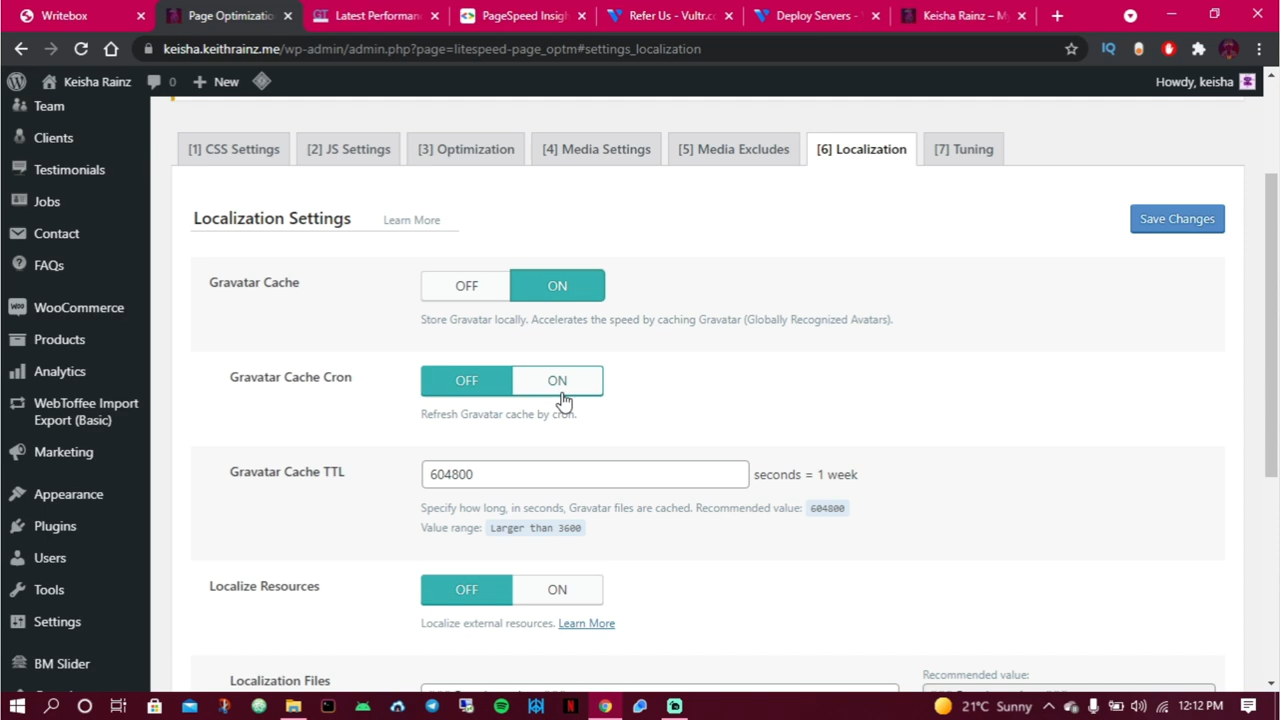 Writebox
Page Optimizatio
Latest Performan
PageSpeed Insigh
Refer Us - Vultr.co
Deploy Servers -
Keisha Rainz – M
keisha.keithrainz.me/wp-admin/admin.php?page=litespeed-page_optm#settings_localization
Keisha Rainz
0
New
Howdy, keisha
Team
Clients
Testimonials
Jobs
Contact
FAQs
WooCommerce
Products
Analytics
WebToffee Import
Export (Basic)
Marketing
Appearance
Plugins
Users
Tools
Settings
BM Slider
[1] CSS Settings
[2] JS Settings
[3] Optimization
[4] Media Settings
[5] Media Excludes
[6] Localization
[7] Tuning
Localization Settings
Learn More
Save Changes
Gravatar Cache
OFF
ON
Store Gravatar locally. Accelerates the speed by caching Gravatar (Globally Recognized Avatars).
Gravatar Cache Cron
OFF
ON
Refresh Gravatar cache by cron.
Gravatar Cache TTL
604800
seconds = 1 week
Specify how long, in seconds, Gravatar files are cached. Recommended value: 604800
Value range: Larger than 3600
Localize Resources
OFF
ON
Localize external resources. Learn More
Localization Files
Recommended value:
21°C Sunny
12:12 PM